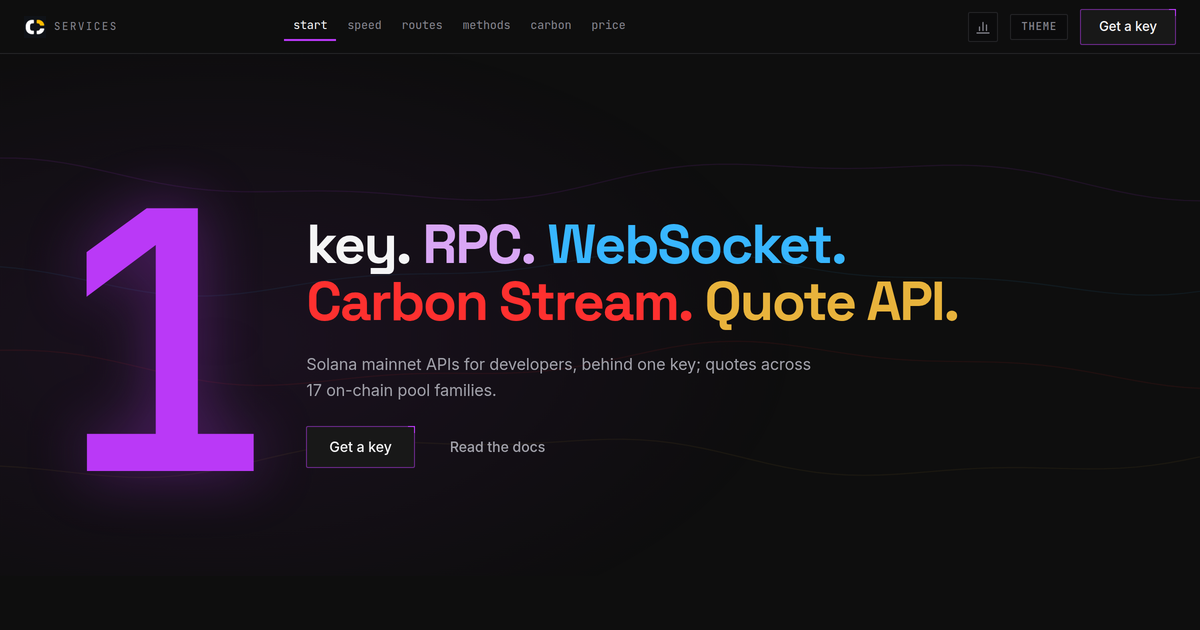 SERVICES
start speed routes methods carbon price
THEME
Get a key
1
key. RPC. WebSocket.
Carbon Stream. Quote API.
Solana mainnet APIs for developers, behind one key; quotes across
17 on-chain pool families.
Get a key
Read the docs